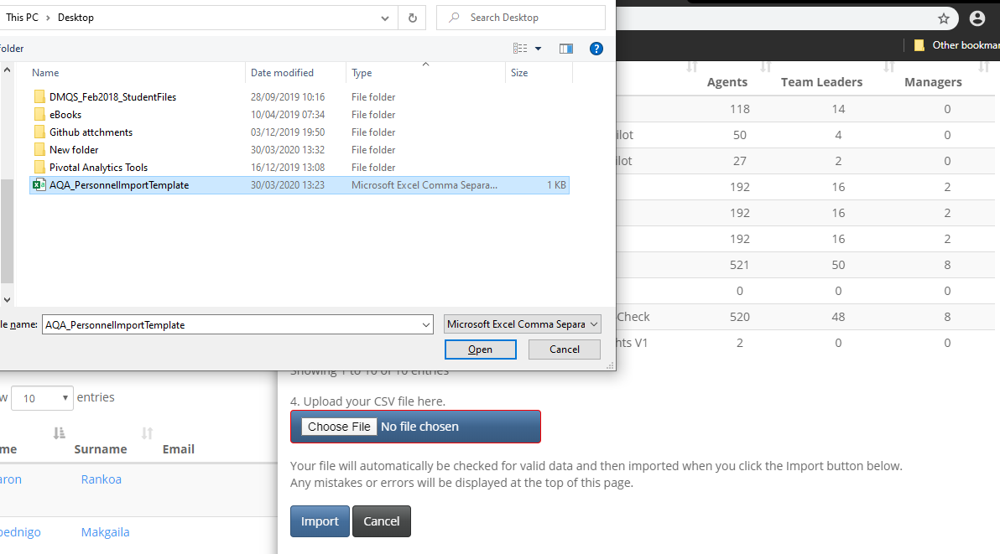 This PC > Desktop
Search Desktop
Other bookmar
older
Name Date modified Type Size
DMQS_Feb2018_StudentFiles 28/09/2019 10:16 File folder
eBooks 10/04/2019 07:34 File folder
Github attchments 03/12/2019 19:50 File folder
New folder 30/03/2020 13:32 File folder
Pivotal Analytics Tools 16/12/2019 13:08 File folder
AQA_PersonnelImportTemplate 30/03/2020 13:23 Microsoft Excel Comma Separa... 1 KB
le name: AQA_PersonnelImportTemplate Microsoft Excel Comma Separa
Open Cancel
Agents Team Leaders Managers
118 14 0
ilot 50 4 0
ilot 27 2 0
192 16 2
192 16 2
192 16 2
521 50 8
0 0 0
Check 520 48 8
hts V1 2 0 0
Showing 1 to 10 of 10 entries
w 10 entries
me Surname Email
aron Rankoa
bednigo Makgaila
4. Upload your CSV file here.
Choose File No file chosen
Your file will automatically be checked for valid data and then imported when you click the Import button below.
Any mistakes or errors will be displayed at the top of this page.
Import Cancel